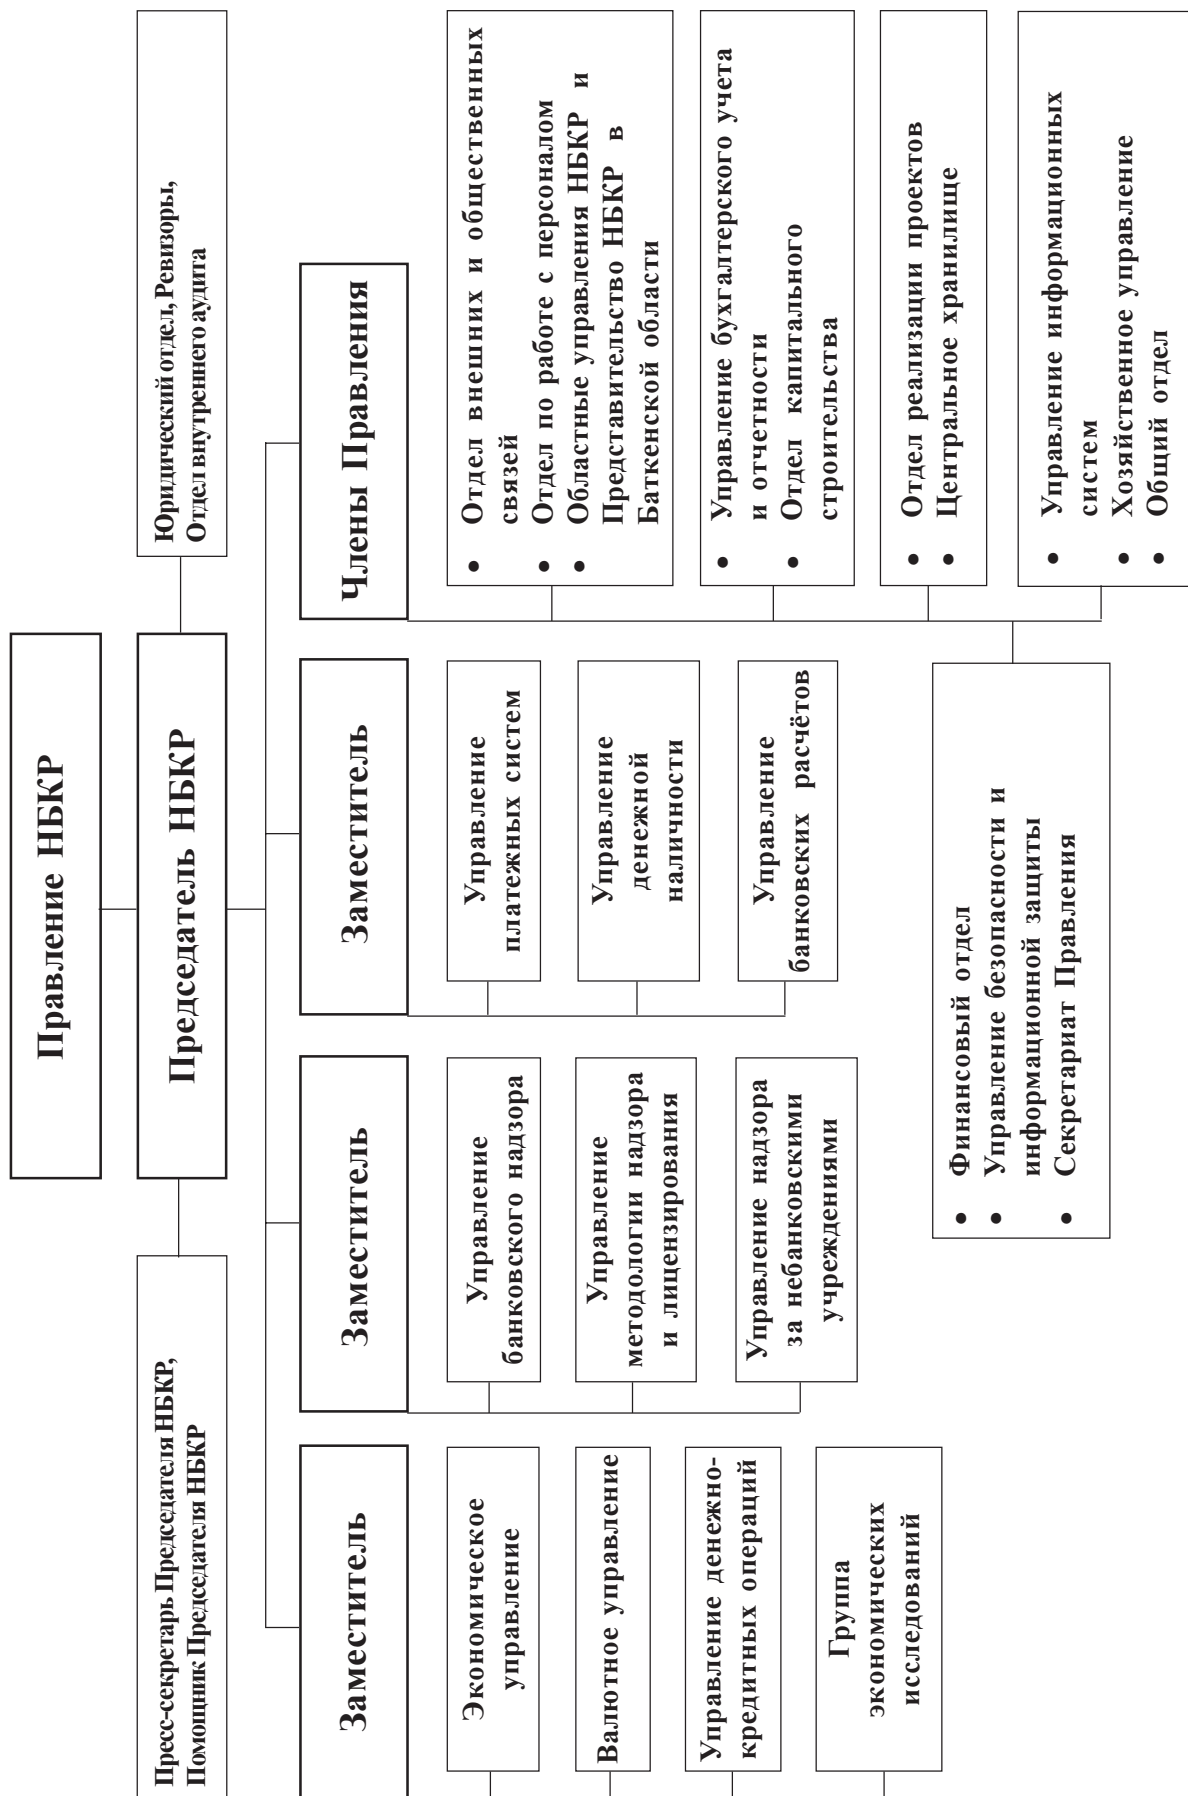 Правление НБКР
Пресс-секретарь Председателя НБКР,
Помощник Председателя НБКР
Председатель НБКР
Юридический отдел, Ревизоры,
Отдел внутреннего аудита
Заместитель
Экономическое
управление
Валютное управление
Управление денежно-
кредитных операций
Группа
экономических
исследований
Заместитель
Управление
банковского надзора
Управление
методологии надзора
и лицензирования
Управление надзора
за небанковскими
учреждениями
Заместитель
Управление
платежных систем
Управление
денежной
наличности
Управление
банковских расчётов
Члены Правления
• Отдел внешних и общественных
связей
• Отдел по работе с персоналом
• Областные управления НБКР и
Представительство НБКР в
Баткенской области
• Управление бухгалтерского учета
и отчетности
• Отдел капитального
строительства
• Отдел реализации проектов
• Центральное хранилище
• Управление информационных
систем
• Хозяйственное управление
• Общий отдел
• Финансовый отдел
• Управление безопасности и
информационной защиты
• Секретариат Правления